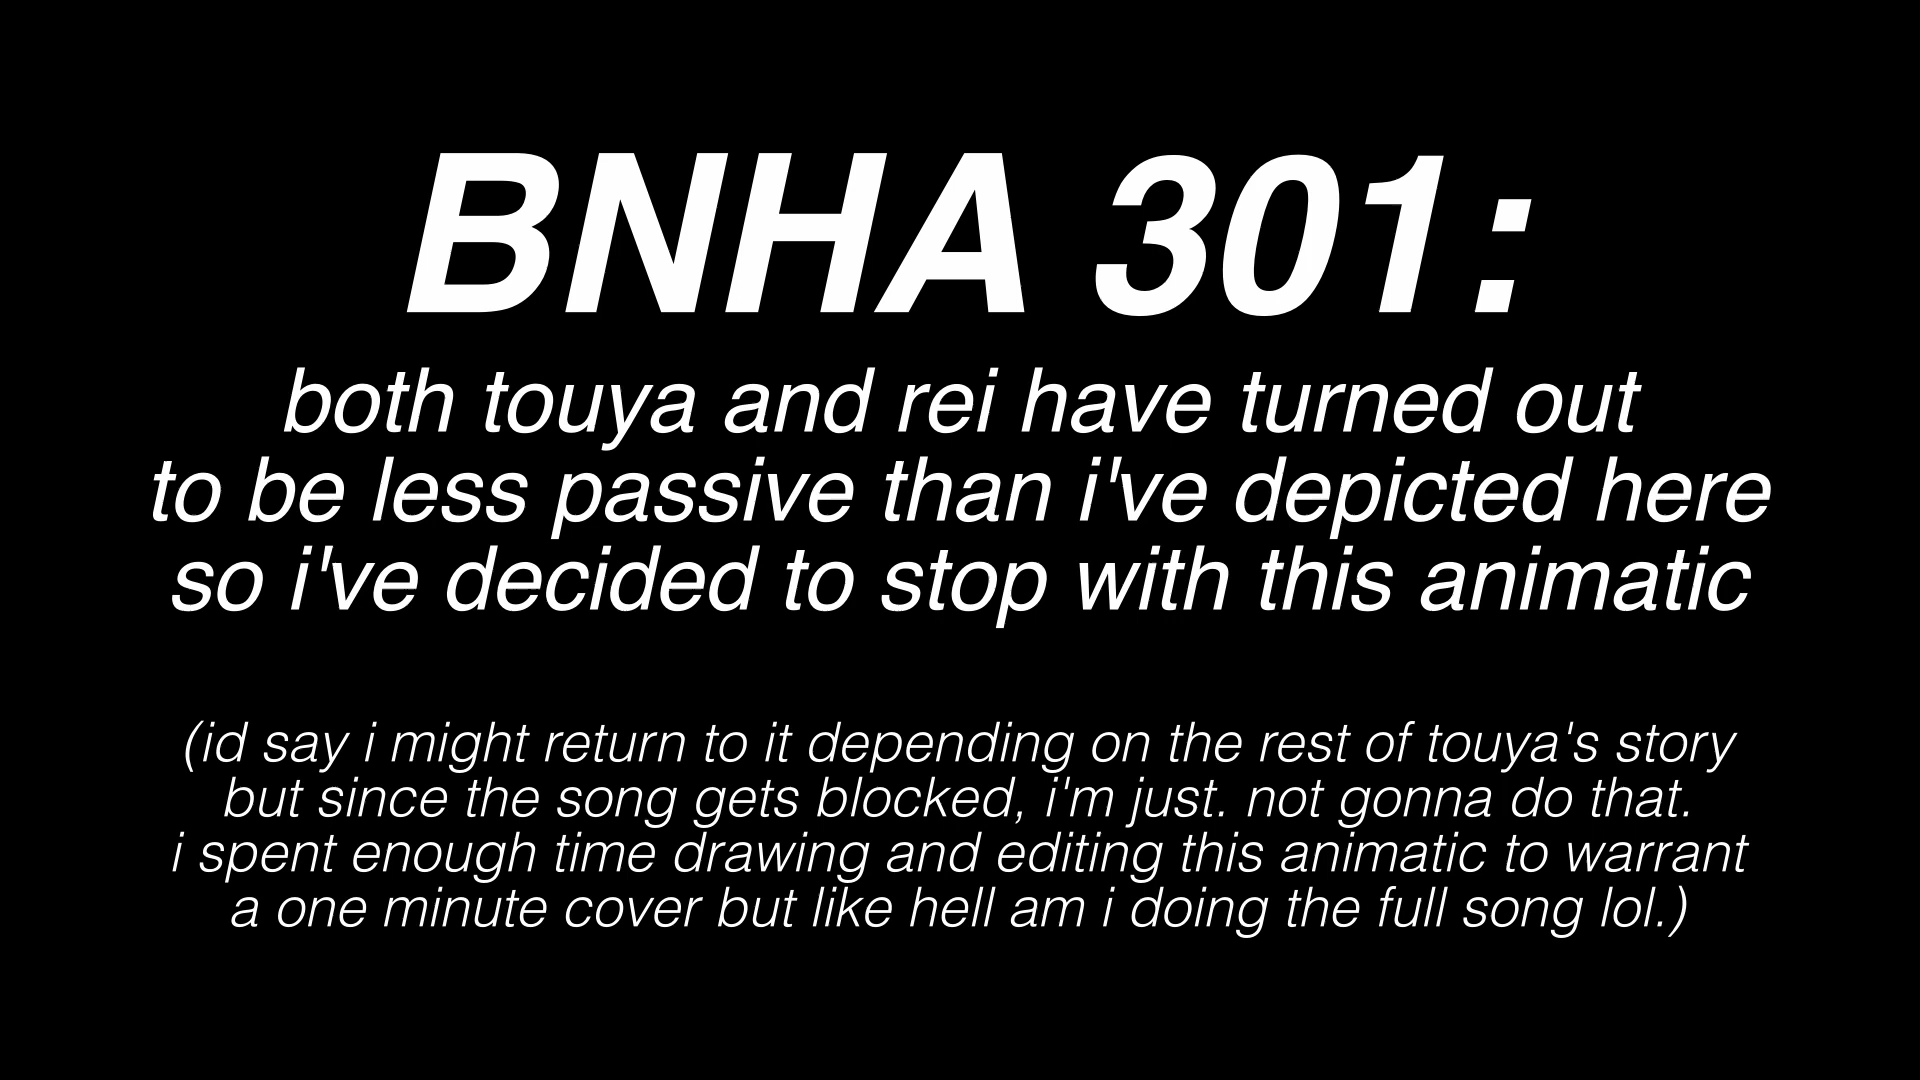 BNHA 301:
both touya and rei have turned out
to be less passive than i've depicted here
so i've decided to stop with this animatic
(id say i might return to it depending on the rest of touya's story
but since the song gets blocked, i'm just. not gonna do that.
i spent enough time drawing and editing this animatic to warrant
a one minute cover but like hell am i doing the full song lol.)